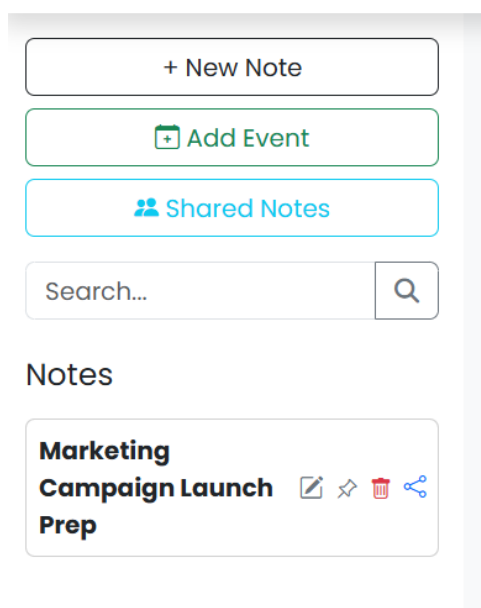 + New Note
Add Event
Shared Notes
Search...
Notes
Marketing
Campaign Launch
Prep